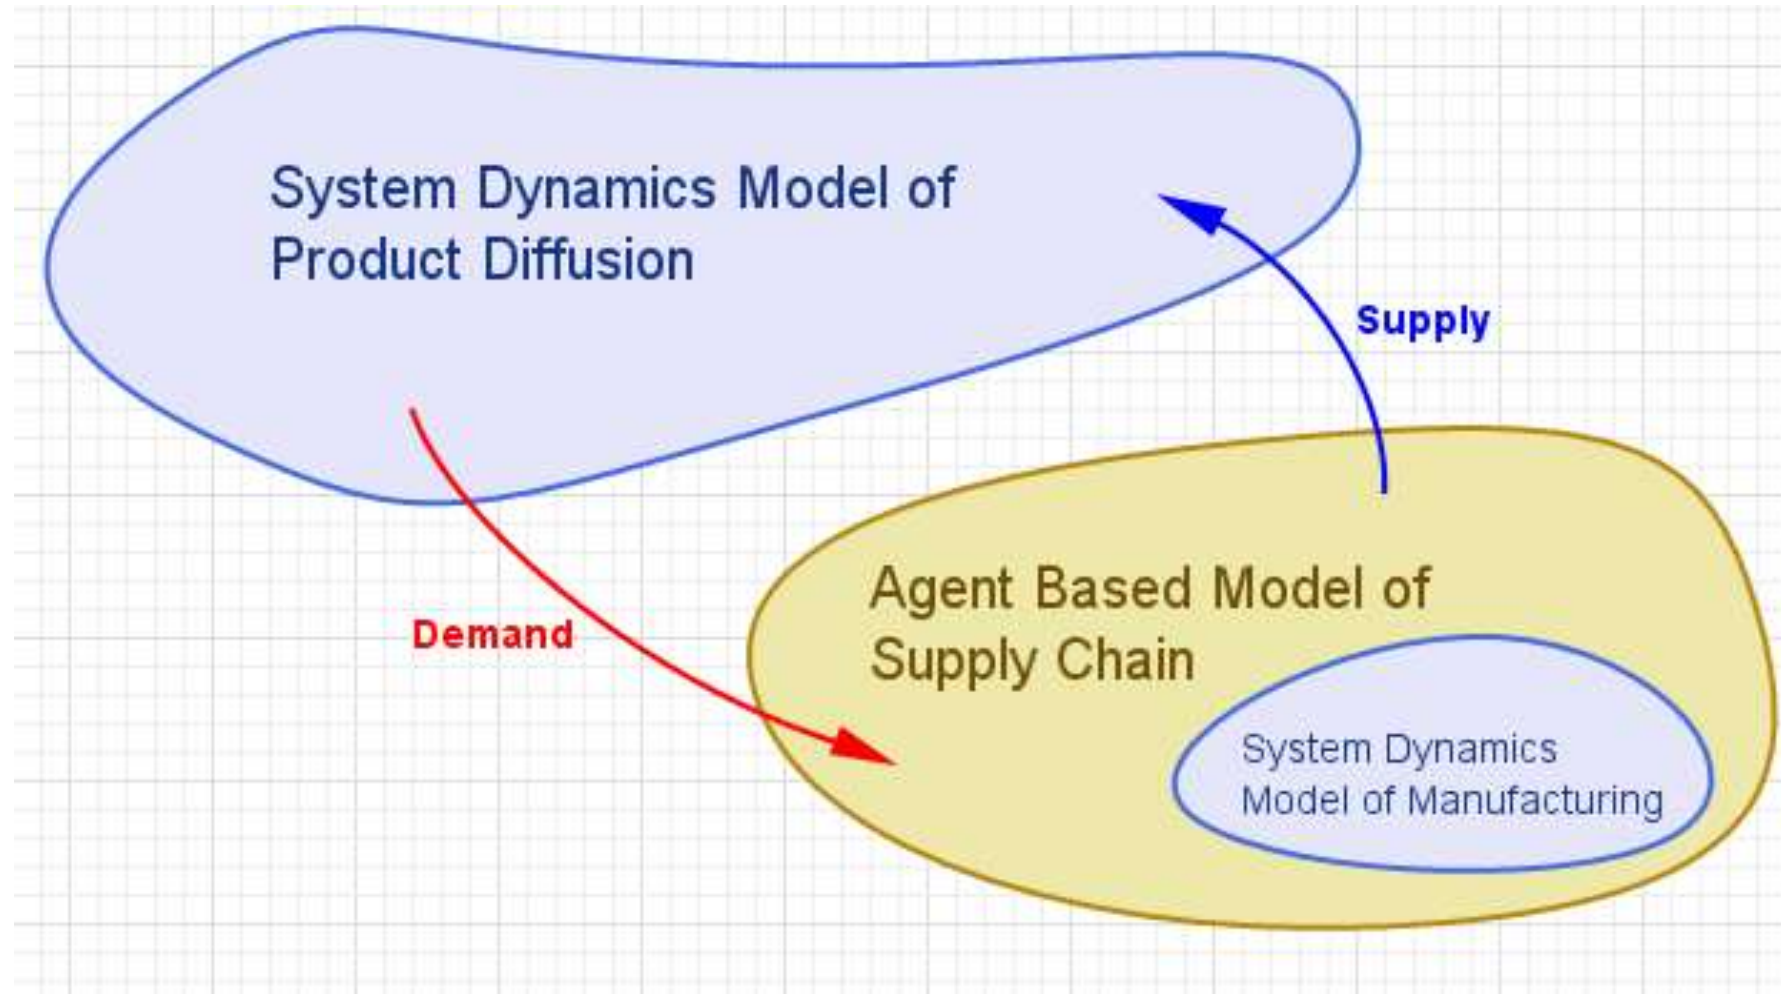 System Dynamics Model of
Product Diffusion
Supply
Demand
Agent Based Model of
Supply Chain
System Dynamics
Model of Manufacturing